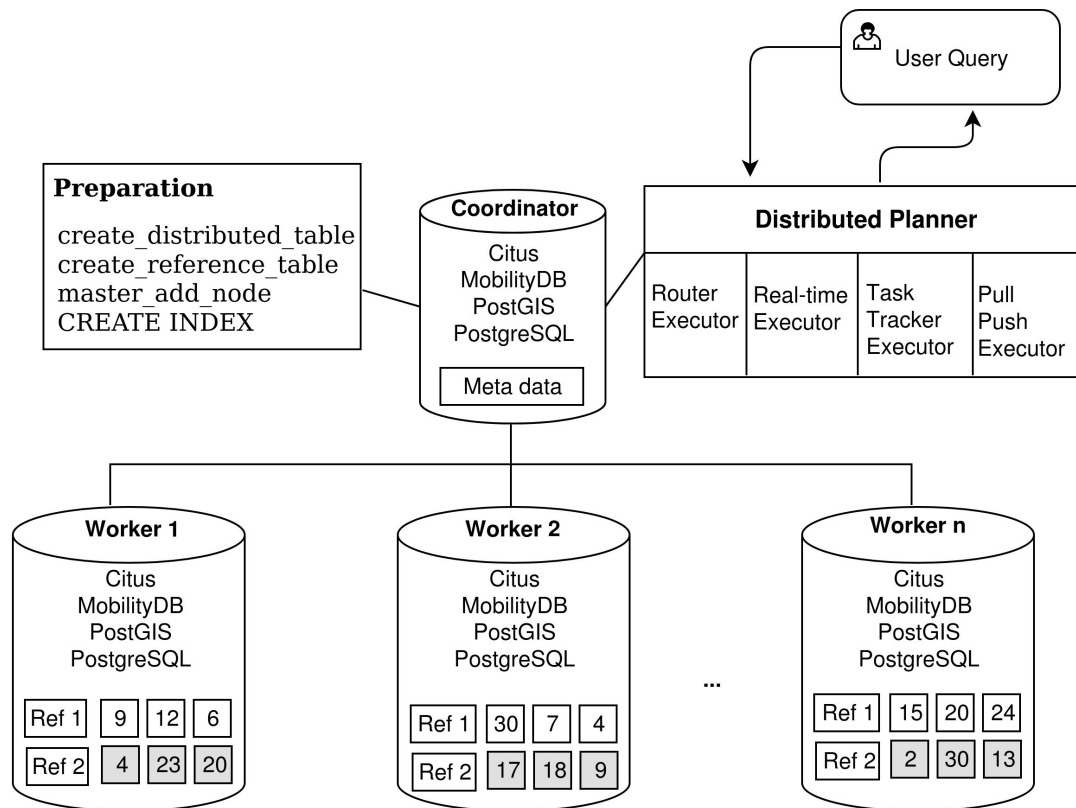 User Query
Preparation
create_distributed_table
create_reference_table
master_add_node
CREATE INDEX
Coordinator
Citus
MobilityDB
PostGIS
PostgreSQL
Meta data
Distributed Planner
Router
Executor
Real-time
Executor
Task
Tracker
Executor
Pull
Push
Executor
Worker 1
Citus
MobilityDB
PostGIS
PostgreSQL
Ref 1 9 12 6
Ref 2 4 23 20
Worker 2
Citus
MobilityDB
PostGIS
PostgreSQL
Ref 1 30 7 4
Ref 2 17 18 9
...
Worker n
Citus
MobilityDB
PostGIS
PostgreSQL
Ref 1 15 20 24
Ref 2 2 30 13